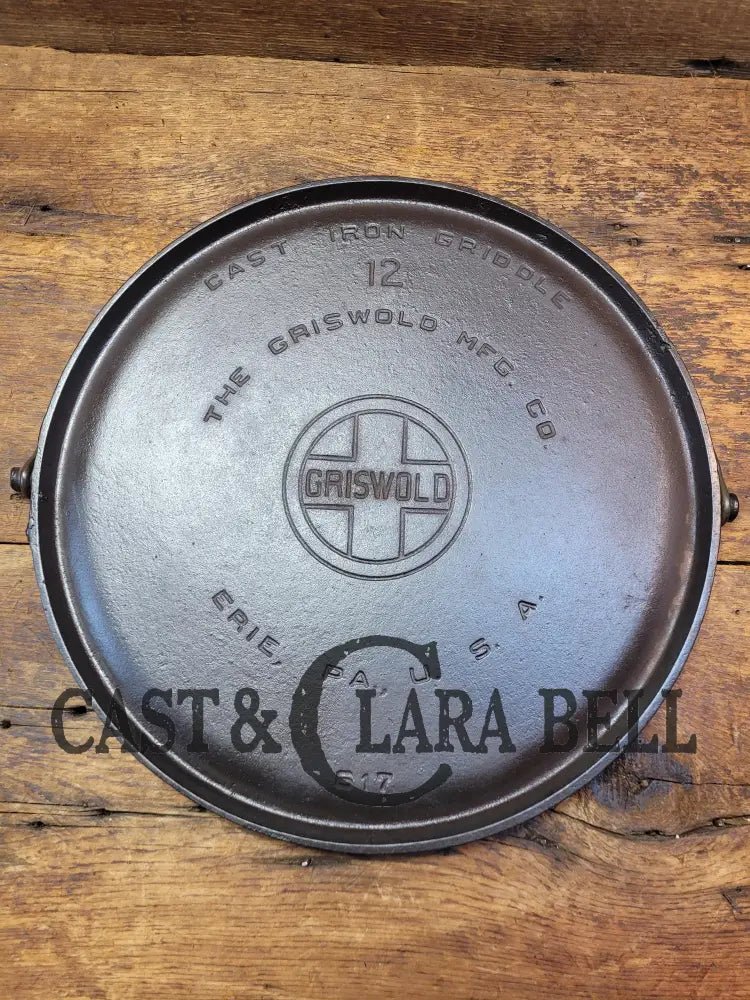 CAST IRON GRIDDLE
12
THE GRISWOLD MFG. CO.
GRISWOLD
ERIE, PA., U. S. A.
CAST & CLARA BELL
617